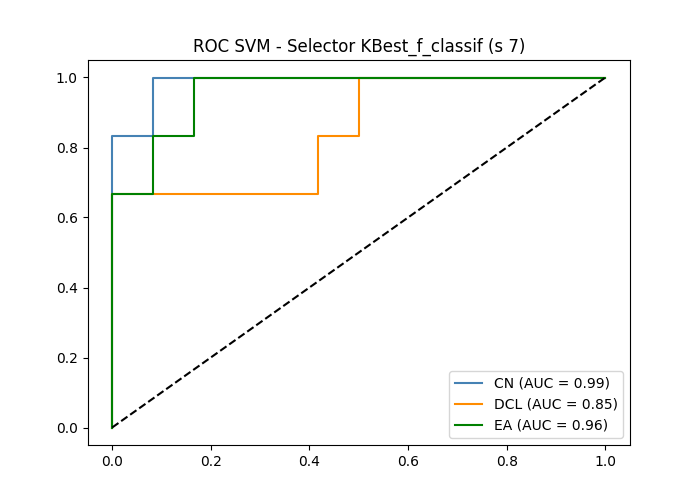 ROC SVM - Selector KBest_f_classif (s 7)
1.0
0.8
0.6
0.4
0.2
0.0
0.0 0.2 0.4 0.6 0.8 1.0
CN (AUC = 0.99)
DCL (AUC = 0.85)
EA (AUC = 0.96)